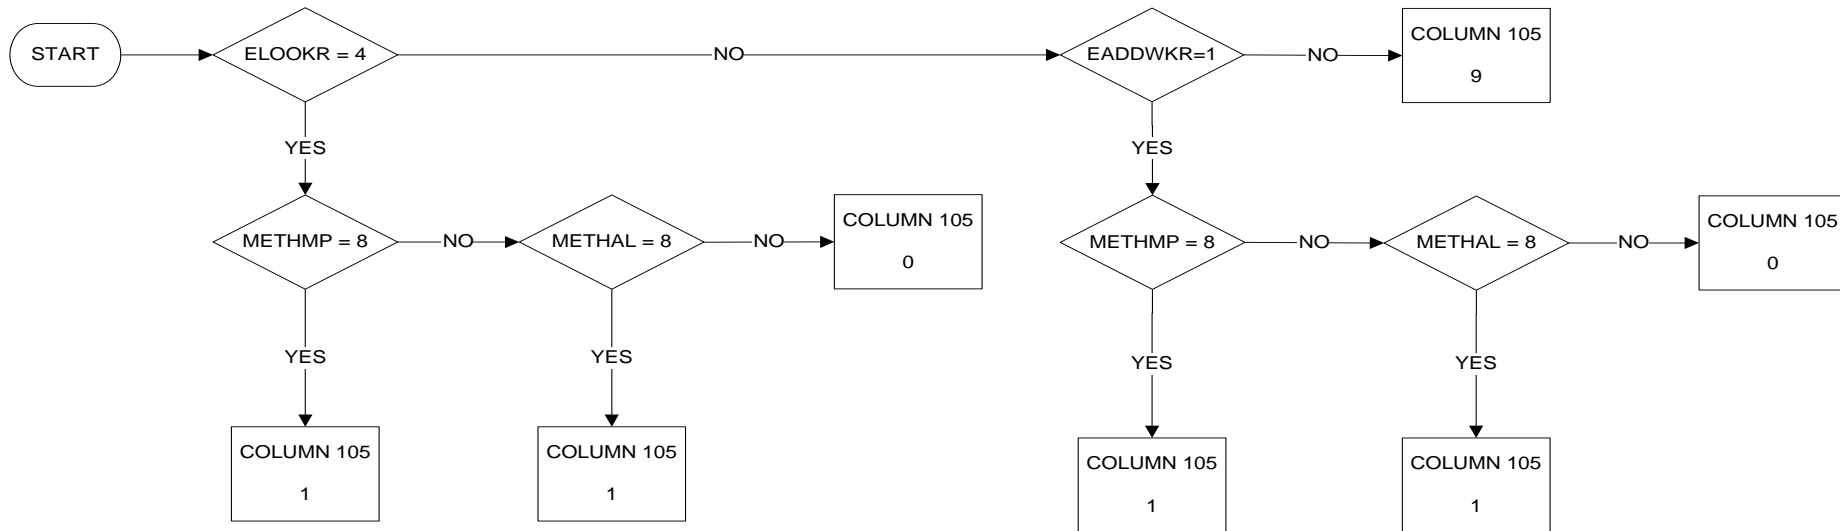 START
ELOOKR = 4
NO
EADDWKR=1
NO
COLUMN 105
9
YES
YES
METHMP = 8
NO
METHAL = 8
NO
COLUMN 105
0
METHMP = 8
NO
METHAL = 8
NO
COLUMN 105
0
YES
YES
YES
YES
COLUMN 105
1
COLUMN 105
1
COLUMN 105
1
COLUMN 105
1